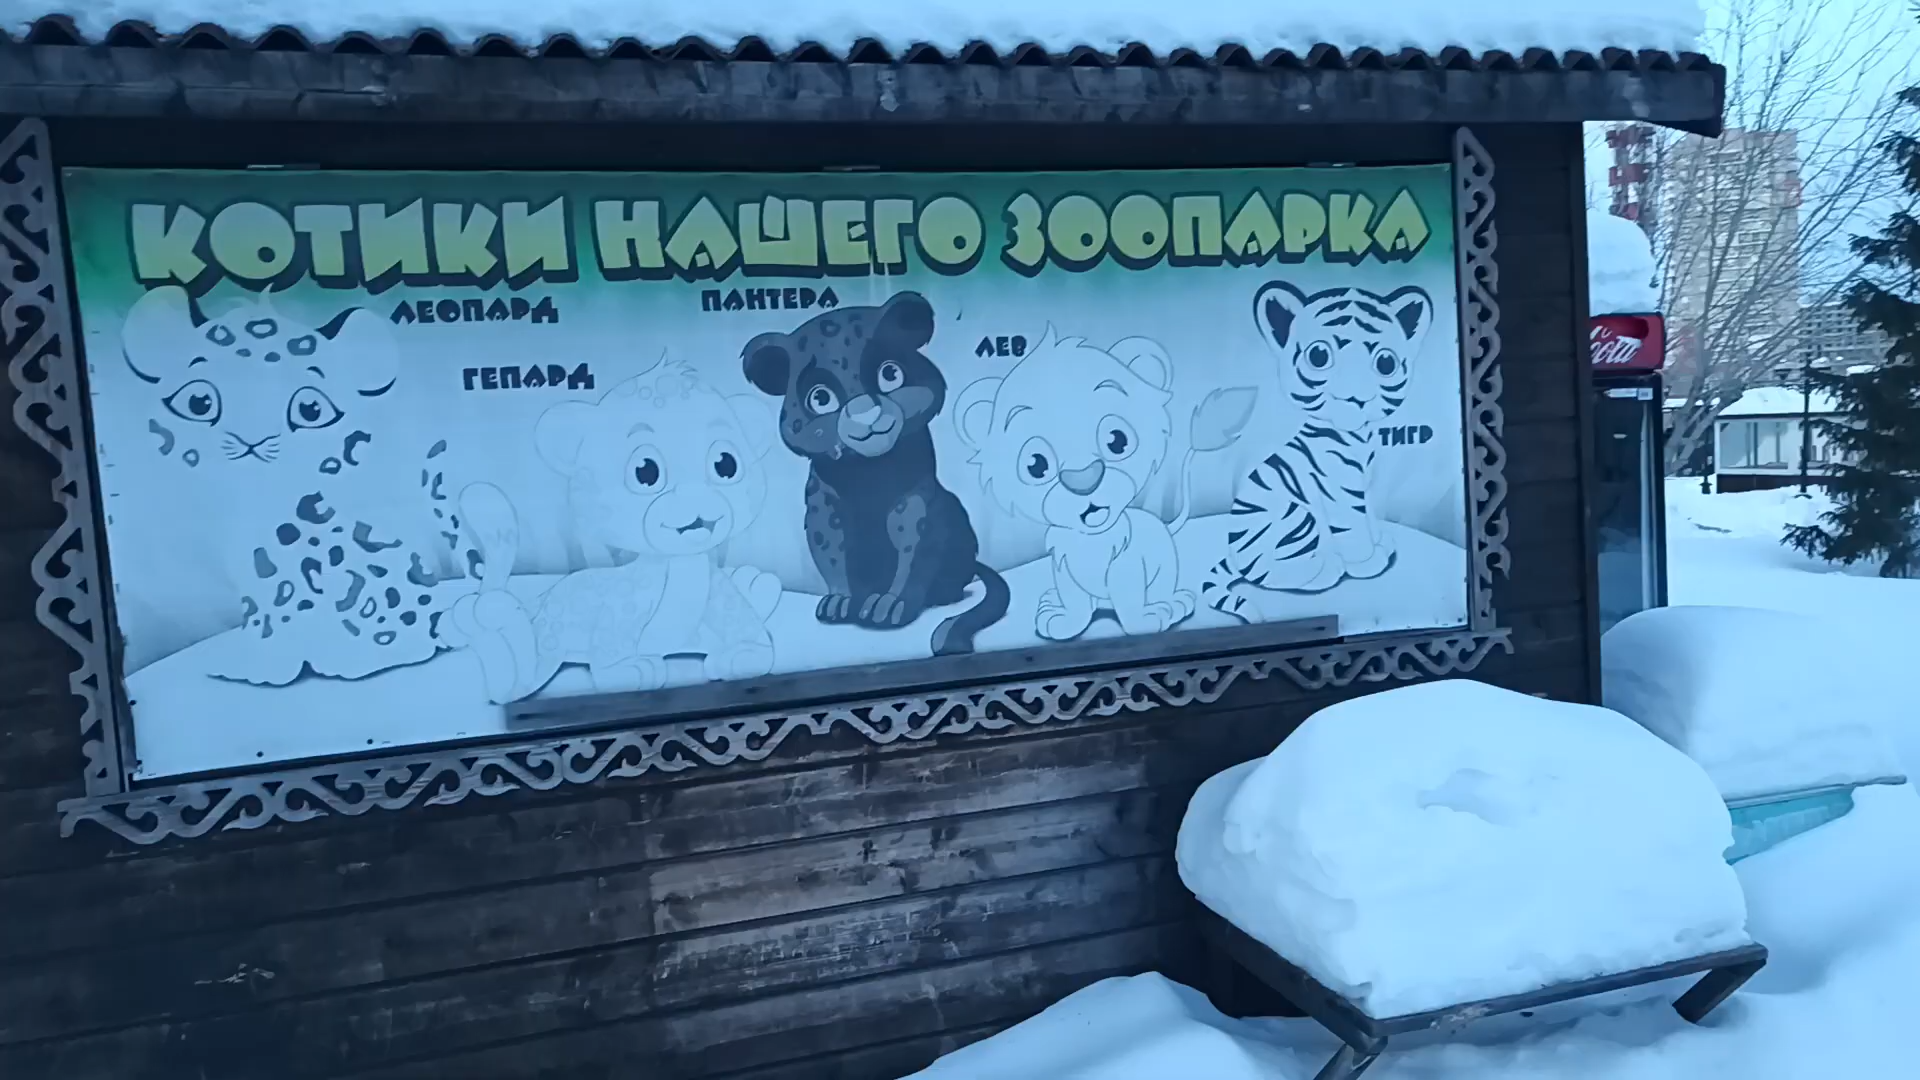 КОТИКИ НАШЕГО ЗООПАРКА
ЛЕОПАРД
ПАНТЕРА
ГЕПАРД
ЛЕВ
ТИГР